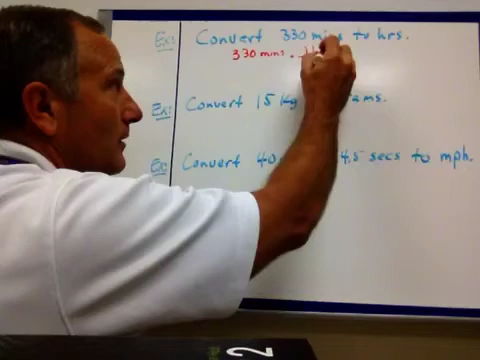 Ex: Convert 330 mins to hrs.
330 mins .
Ex: Convert 15 Kg
Ex: Convert 40 4.5 secs to mph.
2